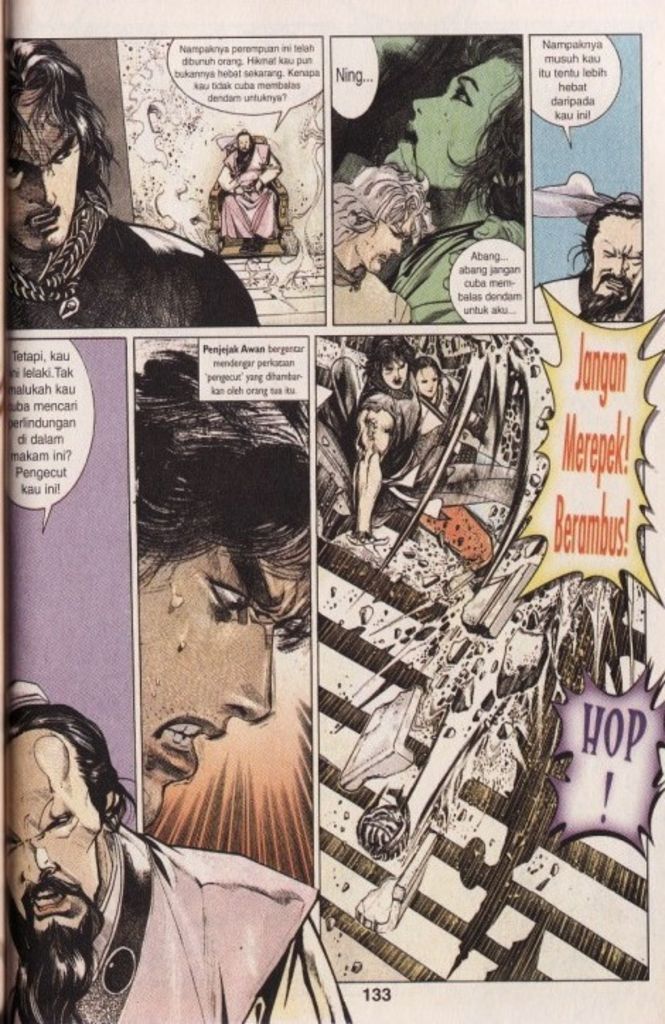 Nampaknya perempuan ini telah
dibunuh orang. Hikmat kau pun
bukannya hebat sekarang. Kenapa
kau tidak cuba membalas
dendam untuknya?
Ning...
Abang...
abang jangan
cuba mem-
balas dendam
untuk aku...
Nampaknya
musuh kau
itu tentu lebih
hebat
daripada
kau ini!
Tetapi, kau
ini lelaki.Tak
malukah kau
cuba mencari
perlindungan
di dalam
makam ini?
Pengecut
kau ini!
Penjejak Awan bergentar
mendengar perkataan
'pengecut' yang dihambur-
kan oleh orang tua itu.
Jangan
Merepek!
Berambus!
HOP
!
133